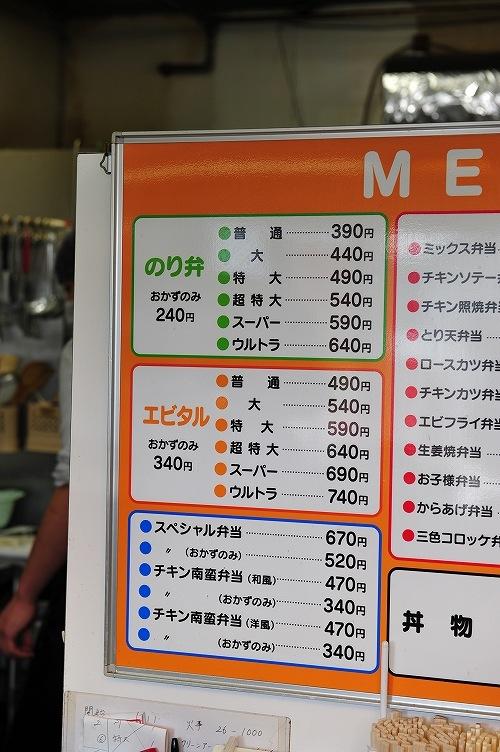 ME
のり弁
おかずのみ
240円
普通 390円
大 440円
特大 490円
超特大 540円
スーパー 590円
ウルトラ 640円
エビタル
おかずのみ
340円
普通 490円
大 540円
特大 590円
超特大 640円
スーパー 690円
ウルトラ 740円
スペシャル弁当 670円
〃 (おかずのみ) 520円
チキン南蛮弁当(和風) 470円
〃 (おかずのみ) 340円
チキン南蛮弁当(洋風) 470円
〃 (おかずのみ) 340円
ミックス弁当
チキンソテー
チキン照焼弁当
とり天弁当
ロースカツ弁当
チキンカツ弁当
エビフライ弁当
生姜焼弁当
お子様弁当
からあげ弁当
三色コロッケ弁
丼物
26-1000
特大